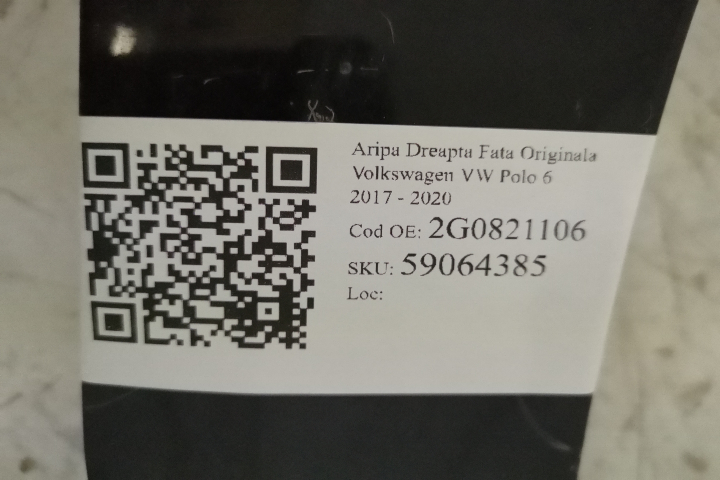 Aripa Dreapta Fata Originala
Volkswagen VW Polo 6
2017 - 2020
Cod OE: 2G0821106
SKU: 59064385
Loc: